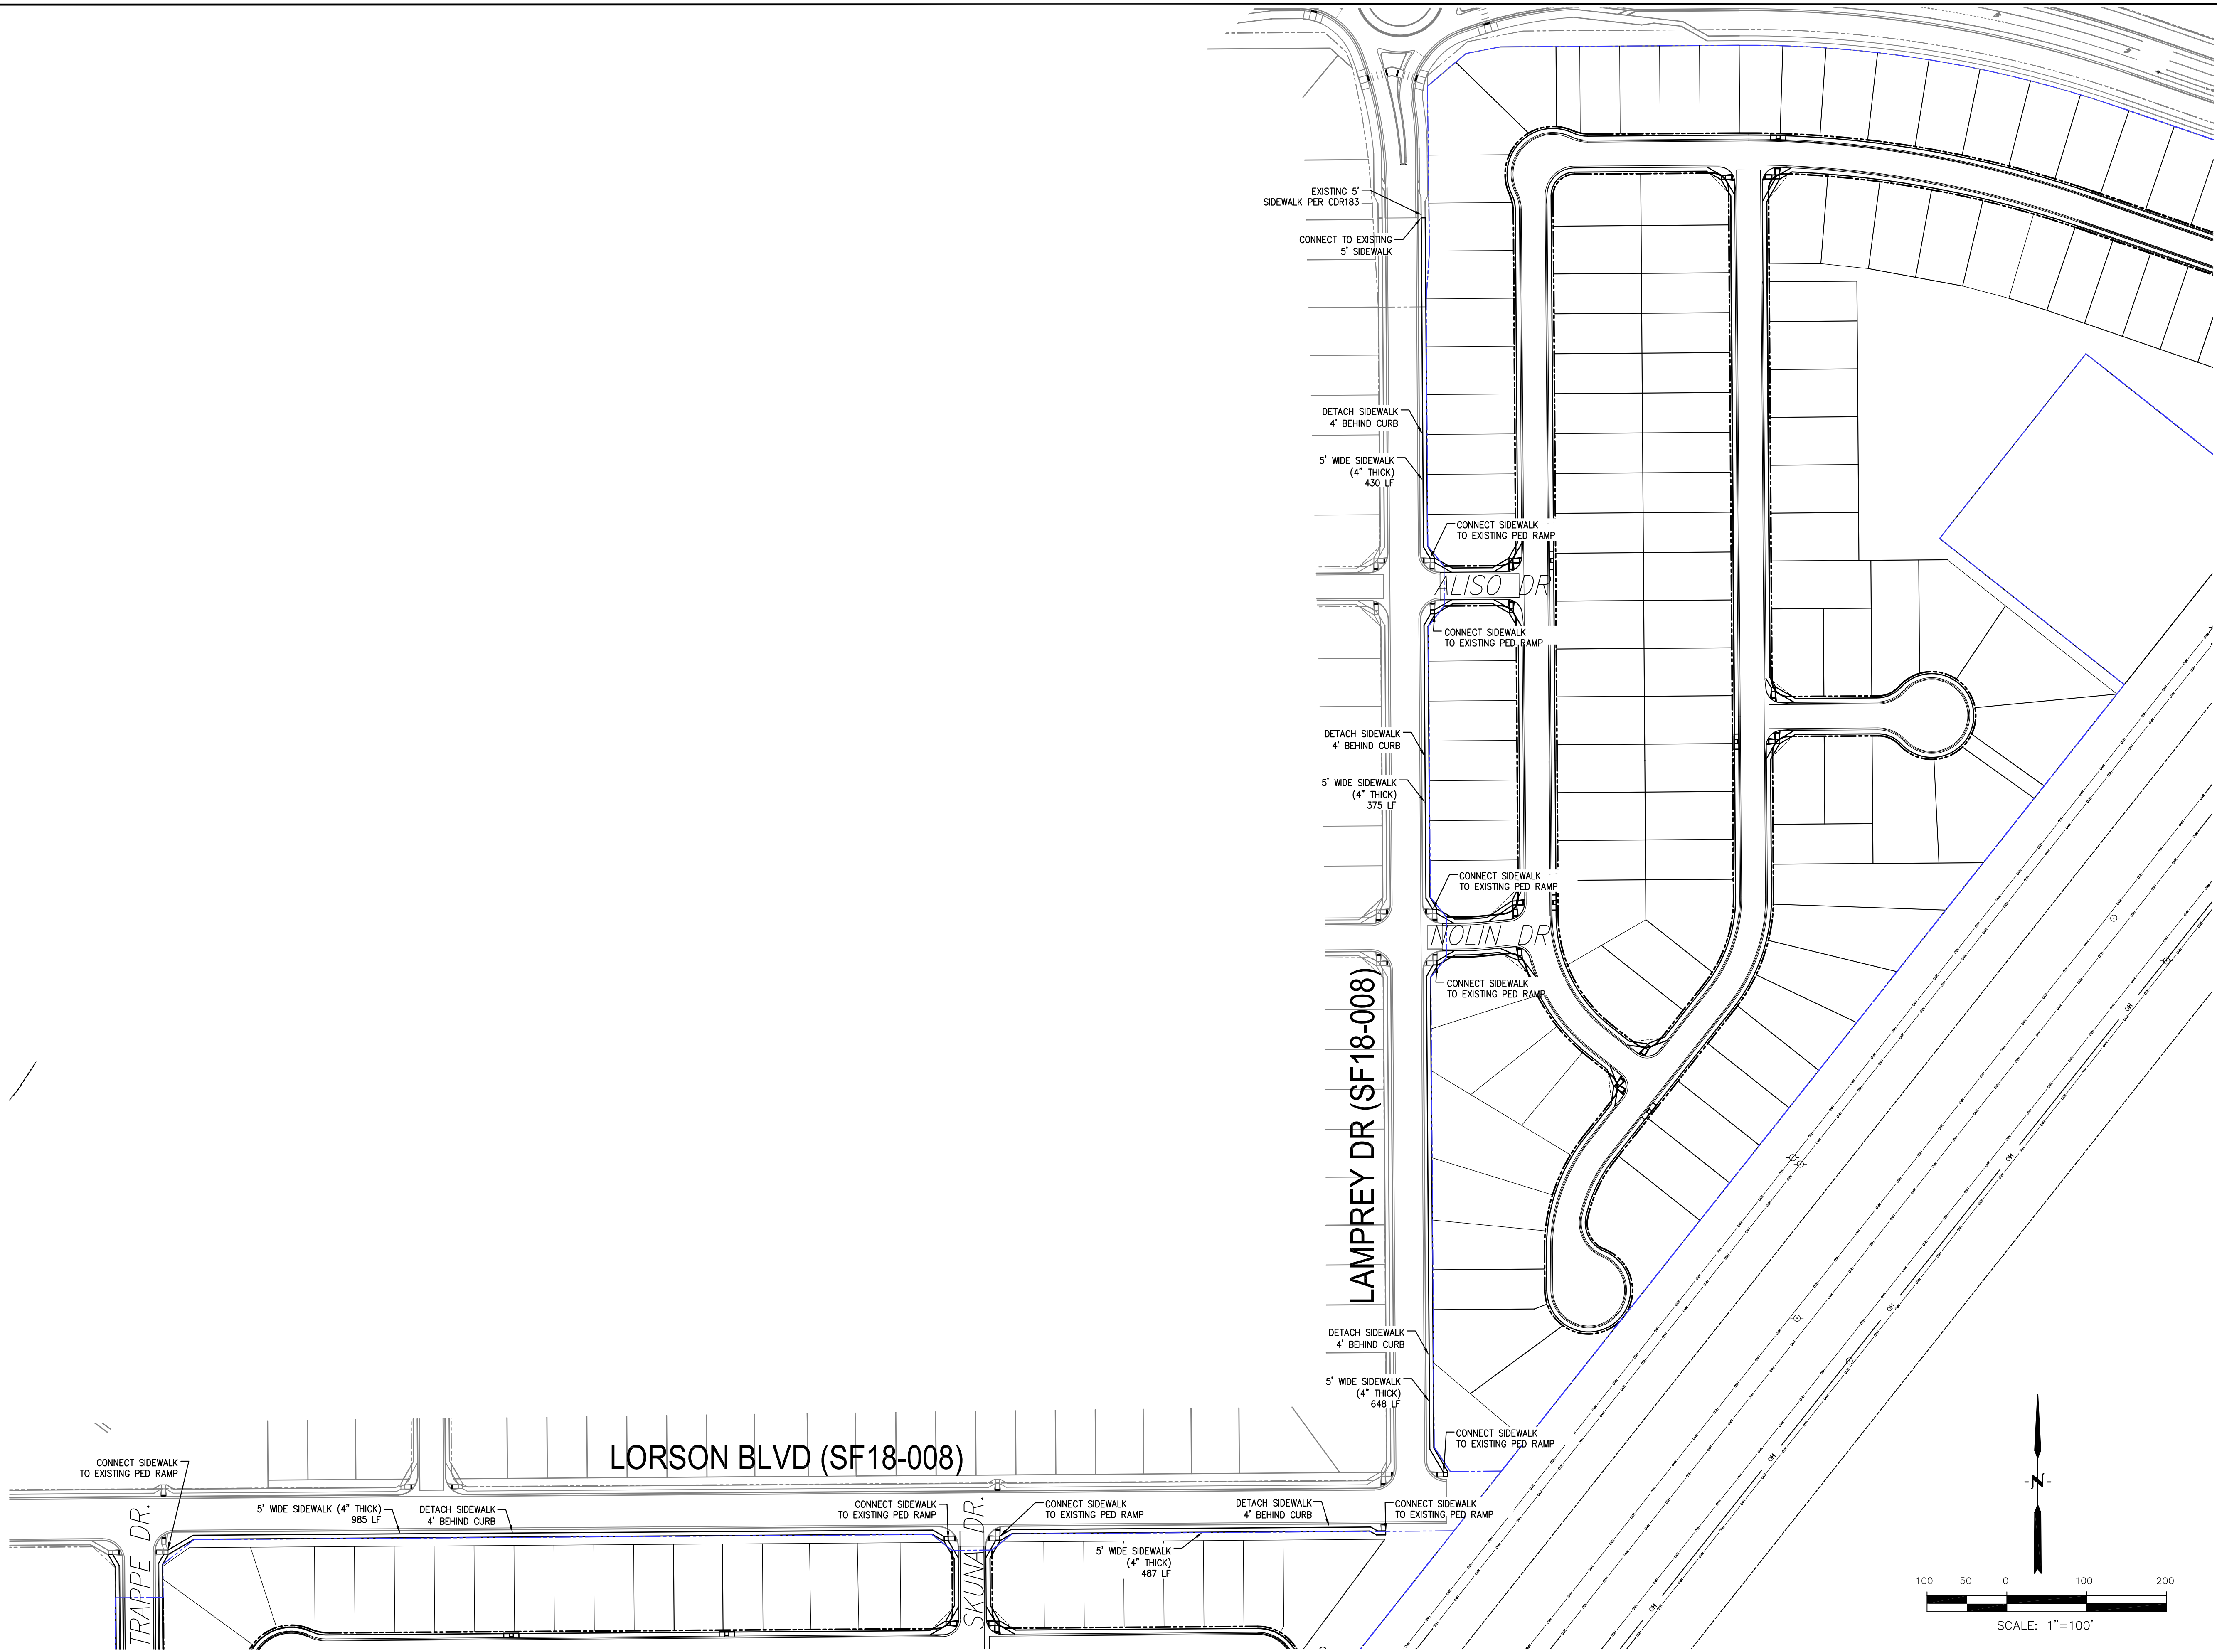 EXISTING 5'
SIDEWALK PER CDR183
CONNECT TO EXISTING
5' SIDEWALK
DETACH SIDEWALK
4' BEHIND CURB
5' WIDE SIDEWALK
(4" THICK)
430 LF
CONNECT SIDEWALK
TO EXISTING PED RAMP
ALISO DR
CONNECT SIDEWALK
TO EXISTING PED RAMP
DETACH SIDEWALK
4' BEHIND CURB
5' WIDE SIDEWALK
(4" THICK)
375 LF
CONNECT SIDEWALK
TO EXISTING PED RAMP
NOLIN DR
CONNECT SIDEWALK
TO EXISTING PED RAMP
LAMPREY DR (SF18-008)
DETACH SIDEWALK
4' BEHIND CURB
5' WIDE SIDEWALK
(4" THICK)
648 LF
CONNECT SIDEWALK
TO EXISTING PED RAMP
LORSON BLVD (SF18-008)
CONNECT SIDEWALK
TO EXISTING PED RAMP
TRAPPE DR.
5' WIDE SIDEWALK (4" THICK)
985 LF
DETACH SIDEWALK
4' BEHIND CURB
CONNECT SIDEWALK
TO EXISTING PED RAMP
SKUNA DR.
CONNECT SIDEWALK
TO EXISTING PED RAMP
DETACH SIDEWALK
4' BEHIND CURB
CONNECT SIDEWALK
TO EXISTING PED RAMP
5' WIDE SIDEWALK
(4" THICK)
487 LF
OH
OH
OH
OH
OH
OH
N
100 50 0 100 200
SCALE: 1"=100'